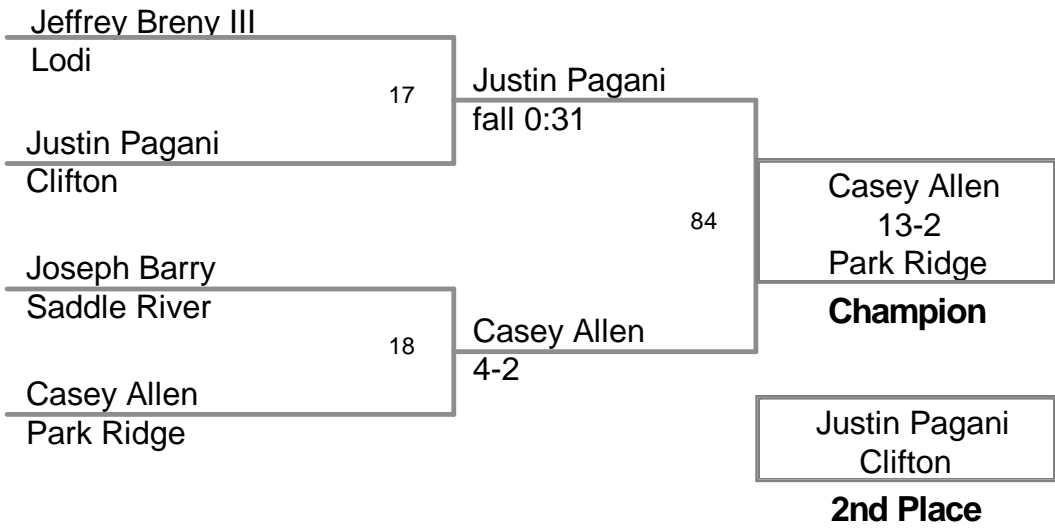 Jeffrey Breny III
Lodi
17
Justin Pagani
Clifton
Justin Pagani
fall 0:31
Joseph Barry
Saddle River
18
Casey Allen
Park Ridge
Casey Allen
4-2
84
Casey Allen
13-2
Park Ridge
Champion
Justin Pagani
Clifton
2nd Place